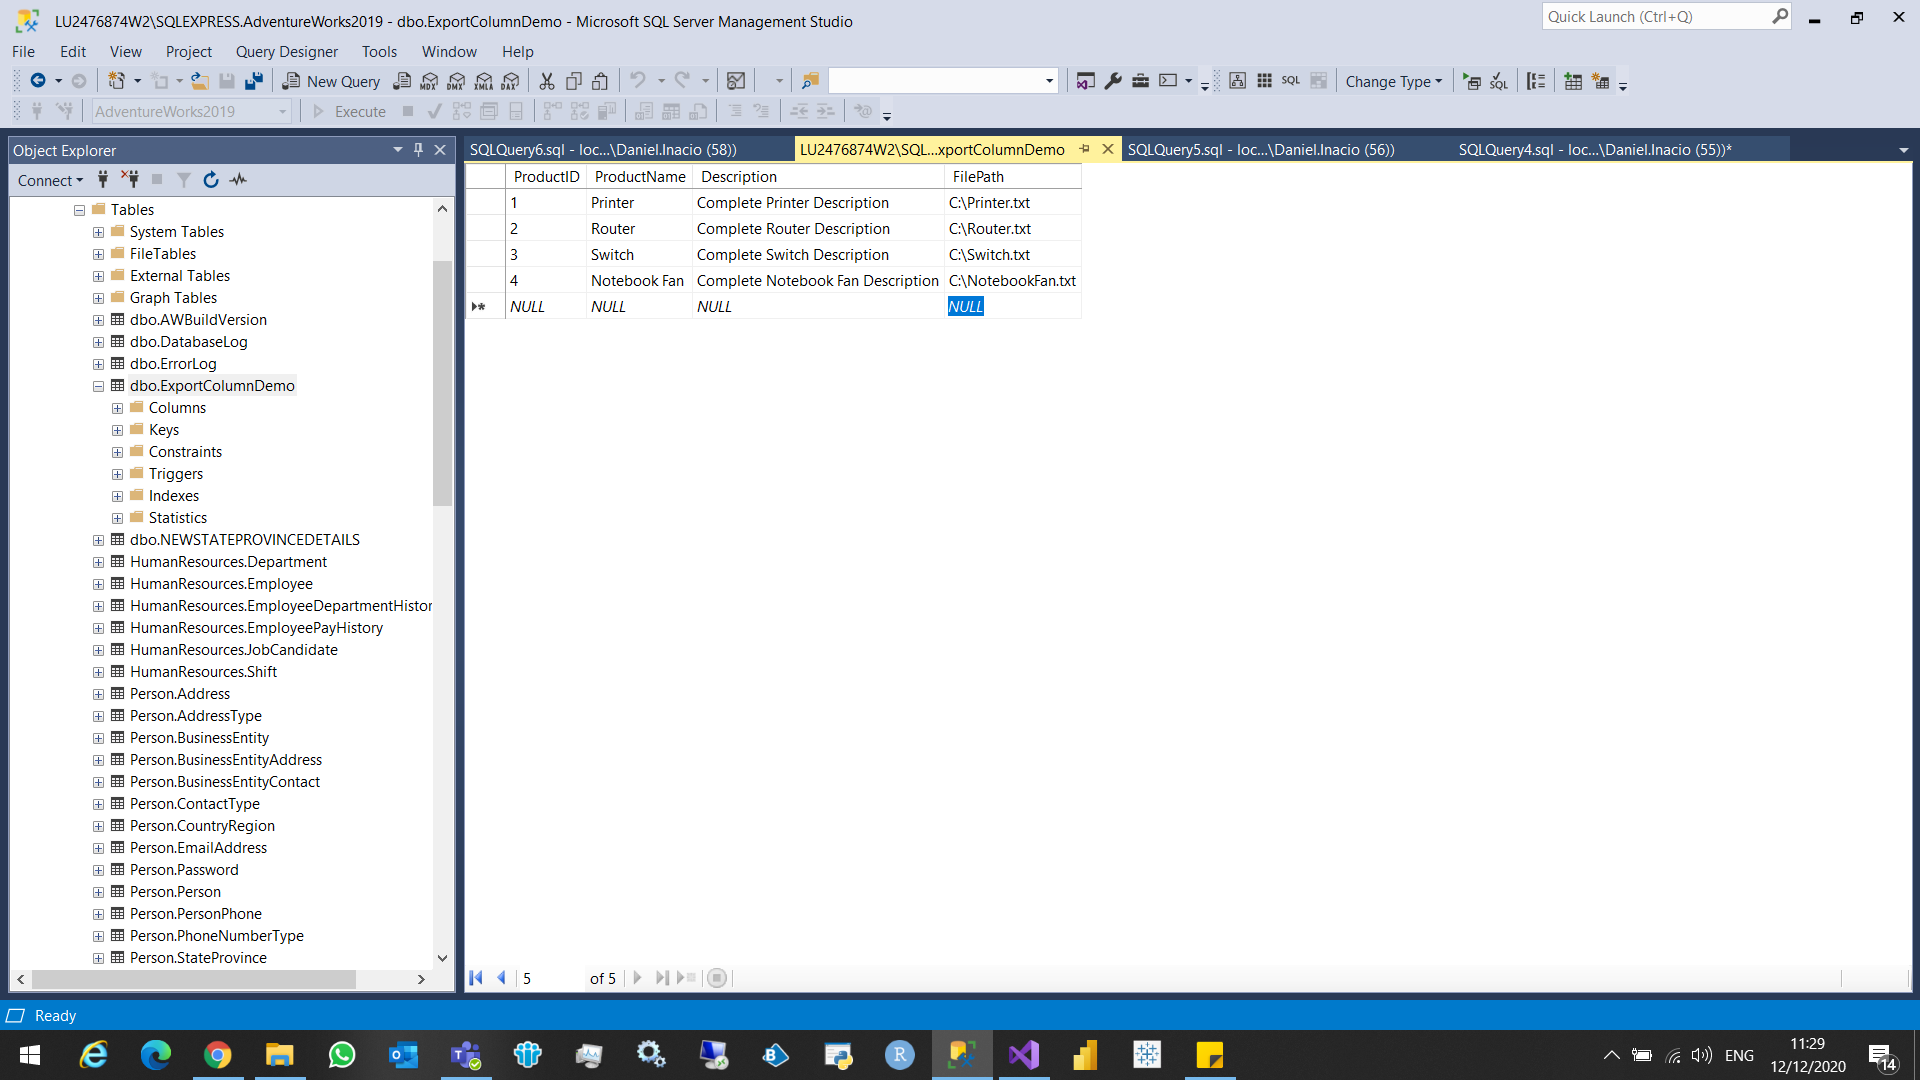 LU2476874W2\SQLEXPRESS.AdventureWorks2019 - dbo.ExportColumnDemo - Microsoft SQL Server Management Studio
Quick Launch (Ctrl+Q)
File Edit View Project Query Designer Tools Window Help
New Query MDX DMX XMLA DAX SQL Change Type SQL
AdventureWorks2019 Execute
Object Explorer
Connect
Tables
System Tables
FileTables
External Tables
Graph Tables
dbo.AWBuildVersion
dbo.DatabaseLog
dbo.ErrorLog
dbo.ExportColumnDemo
Columns
Keys
Constraints
Triggers
Indexes
Statistics
dbo.NEWSTATEPROVINCEDETAILS
HumanResources.Department
HumanResources.Employee
HumanResources.EmployeeDepartmentHistor
HumanResources.EmployeePayHistory
HumanResources.JobCandidate
HumanResources.Shift
Person.Address
Person.AddressType
Person.BusinessEntity
Person.BusinessEntityAddress
Person.BusinessEntityContact
Person.ContactType
Person.CountryRegion
Person.EmailAddress
Person.Password
Person.Person
Person.PersonPhone
Person.PhoneNumberType
Person.StateProvince
SQLQuery6.sql - loc...\Daniel.Inacio (58)) LU2476874W2\SQL...xportColumnDemo SQLQuery5.sql - loc...\Daniel.Inacio (56)) SQLQuery4.sql - loc...\Daniel.Inacio (55))*
ProductID ProductName Description FilePath
1 Printer Complete Printer Description C:\Printer.txt
2 Router Complete Router Description C:\Router.txt
3 Switch Complete Switch Description C:\Switch.txt
4 Notebook Fan Complete Notebook Fan Description C:\NotebookFan.txt
NULL NULL NULL NULL
5 of 5
Ready
ENG
11:29
12/12/2020
14